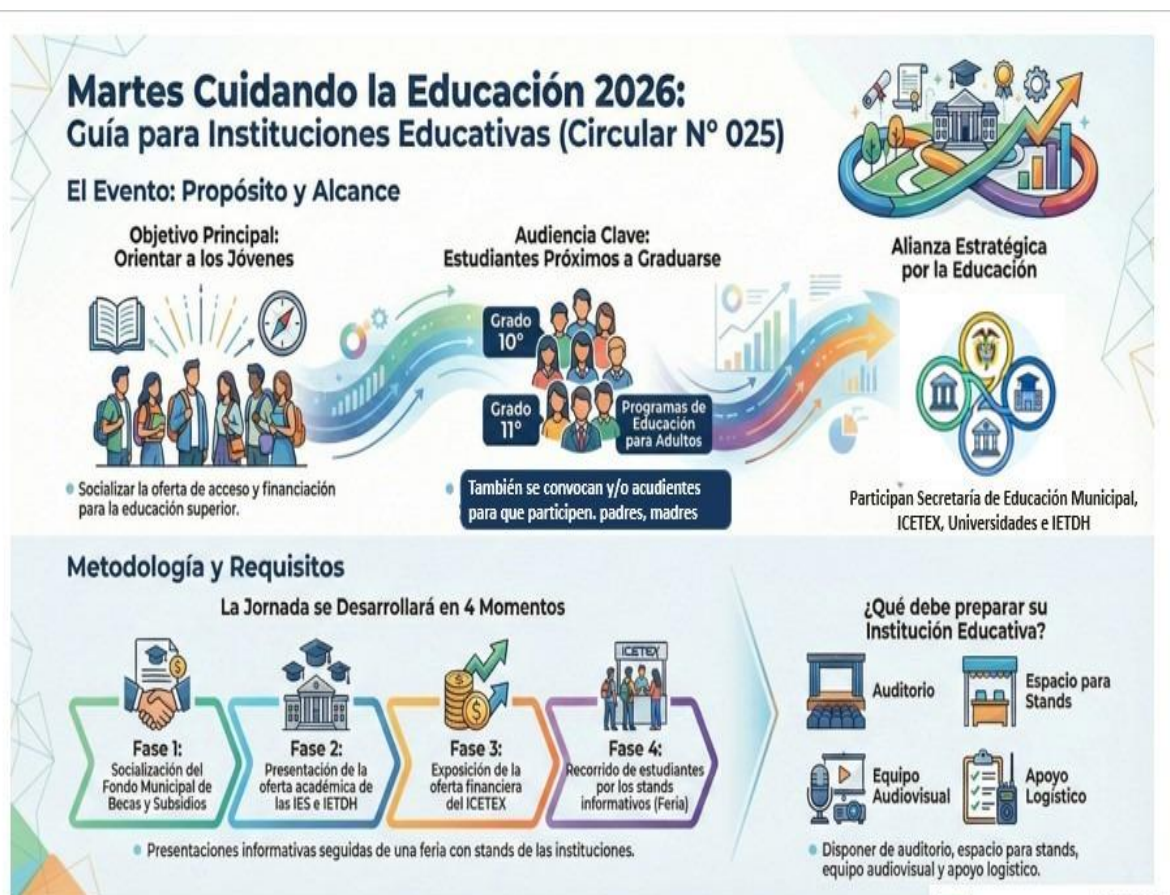 Martes Cuidando la Educación 2026:
Guía para Instituciones Educativas (Circular Nº 025)
El Evento: Propósito y Alcance
Objetivo Principal:
Orientar a los Jóvenes
Socializar la oferta de acceso y financiación
para la educación superior.
Audiencia Clave:
Estudiantes Próximos a Graduarse
Grado
10°
Grado
11°
Programas de
Educación
para Adultos
También se convocan y/o acudientes
para que participen. padres, madres
Alianza Estratégica
por la Educación
Participan Secretaría de Educación Municipal,
ICETEX, Universidades e IETDH
Metodología y Requisitos
La Jornada se Desarrollará en 4 Momentos
Fase 1:
Socialización del
Fondo Municipal de
Becas y Subsidios
Fase 2:
Presentación de la
oferta académica de
las IES e IETDH
Fase 3:
Exposición de la
oferta financiera
del ICETEX
ICETEX
Fase 4:
Recorrido de estudiantes
por los stands
informativos (Feria)
Presentaciones informativas seguidas de una feria con stands de las instituciones.
¿Qué debe preparar su
Institución Educativa?
Auditorio
Espacio para
Stands
Equipo
Audiovisual
Apoyo
Logístico
Disponer de auditorio, espacio para stands,
equipo audiovisual y apoyo logístico.